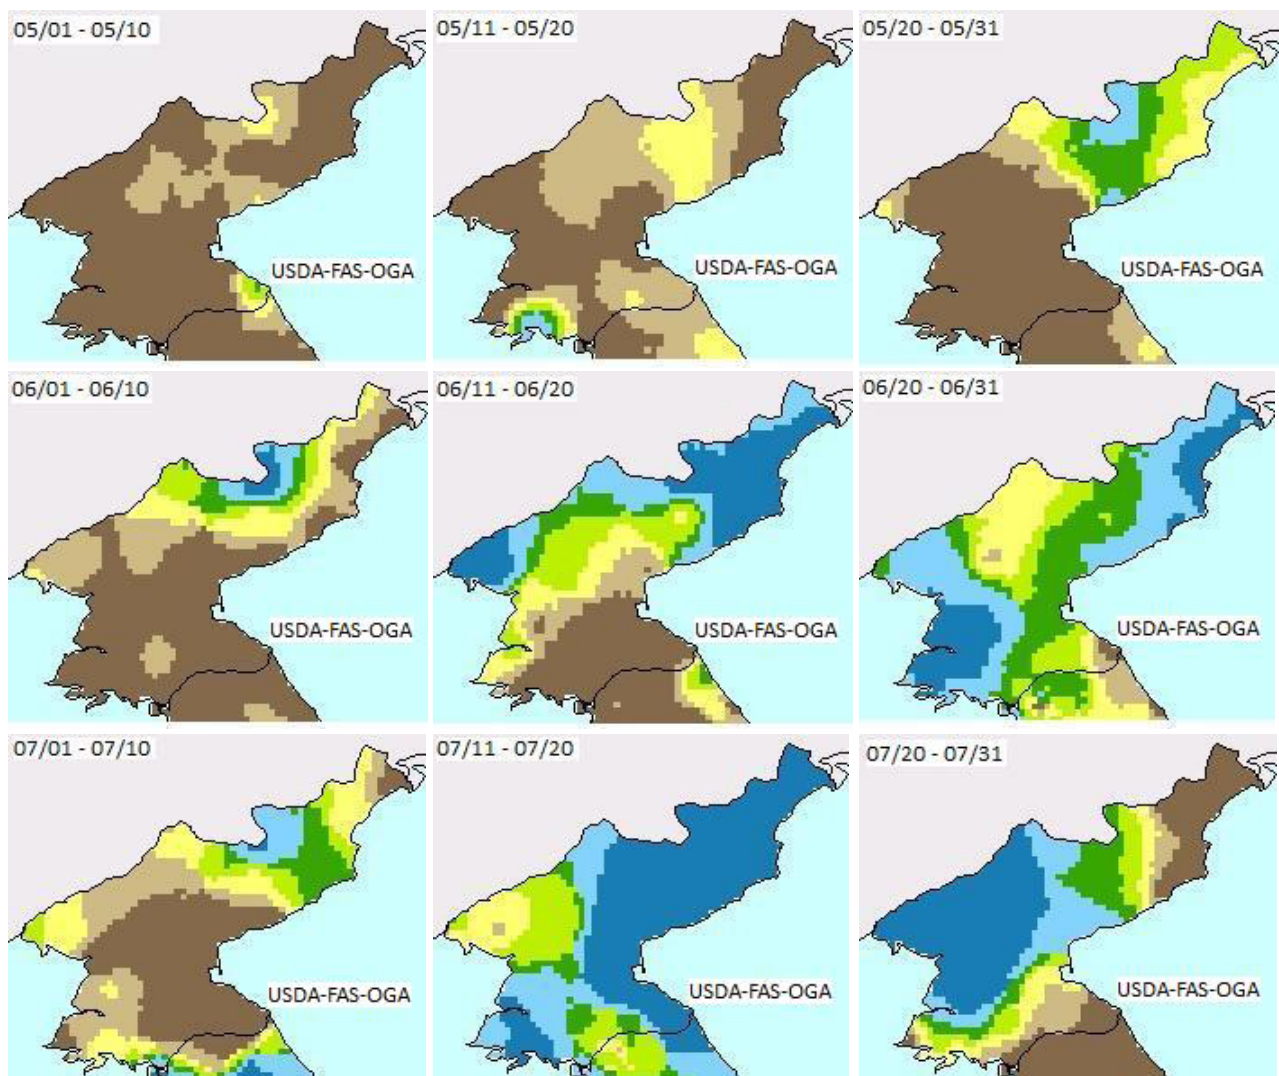 05/01 - 05/10
05/11 - 05/20
05/20 - 05/31
USDA-FAS-OGA
USDA-FAS-OGA
USDA-FAS-OGA
06/01 - 06/10
06/11 - 06/20
06/20 - 06/31
USDA-FAS-OGA
USDA-FAS-OGA
USDA-FAS-OGA
07/01 - 07/10
07/11 - 07/20
07/20 - 07/31
USDA-FAS-OGA
USDA-FAS-OGA
USDA-FAS-OGA